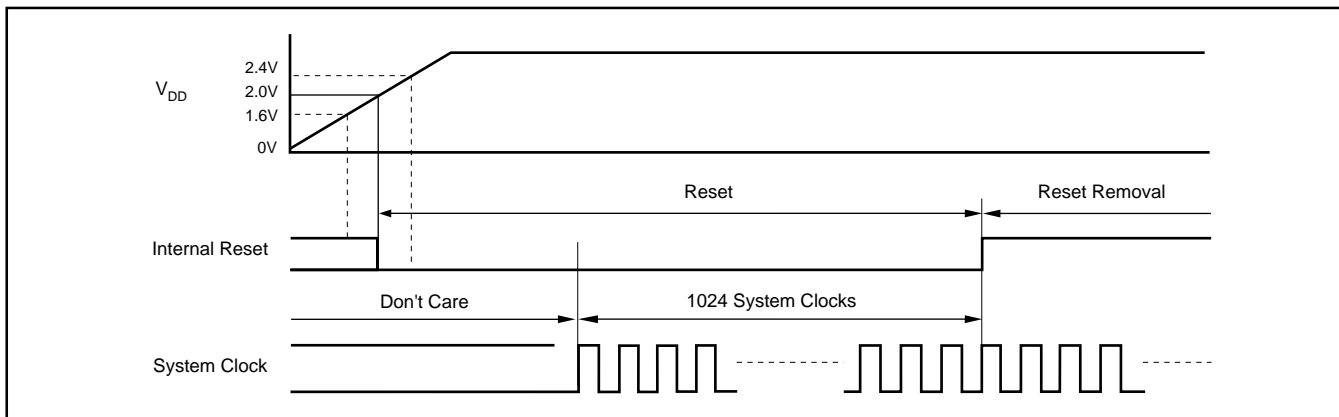 2.4V
V_DD
2.0V
1.6V
0V
Reset
Reset Removal
Internal Reset
Don't Care
1024 System Clocks
System Clock